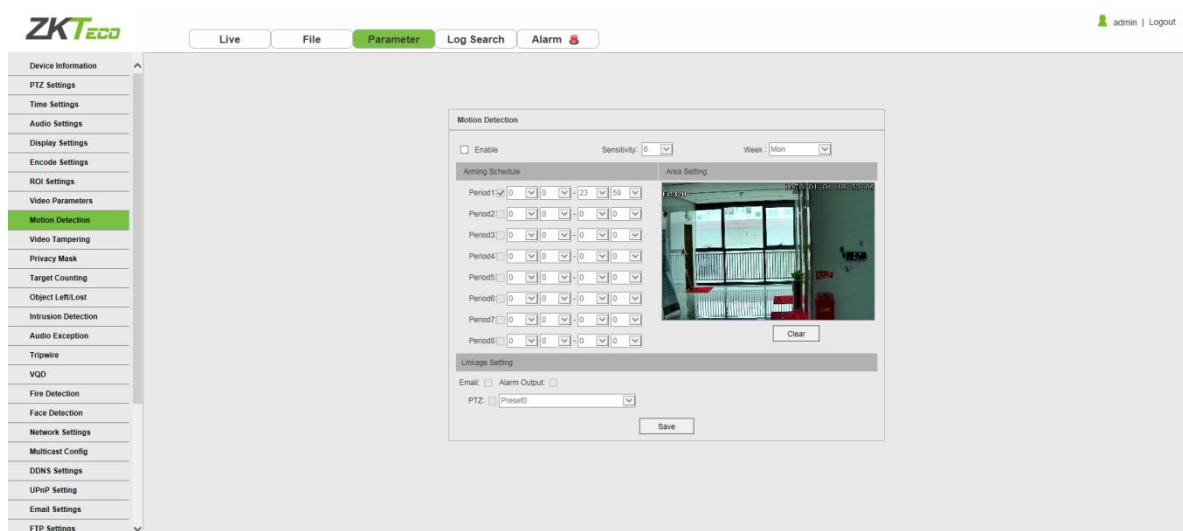 ZKTECO
admin | Logout
Live File Parameter Log Search Alarm
Device Information
PTZ Settings
Time Settings
Audio Settings
Display Settings
Encode Settings
ROI Settings
Video Parameters
Motion Detection
Video Tampering
Privacy Mask
Target Counting
Object Left/Lost
Intrusion Detection
Audio Exception
Tripwire
VQD
Fire Detection
Face Detection
Network Settings
Multicast Config
DDNS Settings
UPnP Setting
Email Settings
FTP Settings
Motion Detection
Enable Sensitivity: 6 Week : Mon
Arming Schedule Area Setting
Period1: 0 0 - 23 59
Period2: 0 0 - 0 0
Period3: 0 0 - 0 0
Period4: 0 0 - 0 0
Period5: 0 0 - 0 0
Period6: 0 0 - 0 0
Period7: 0 0 - 0 0
Period8: 0 0 - 0 0
Clear
Linkage Setting
Email: Alarm Output:
PTZ: Preset0
Save